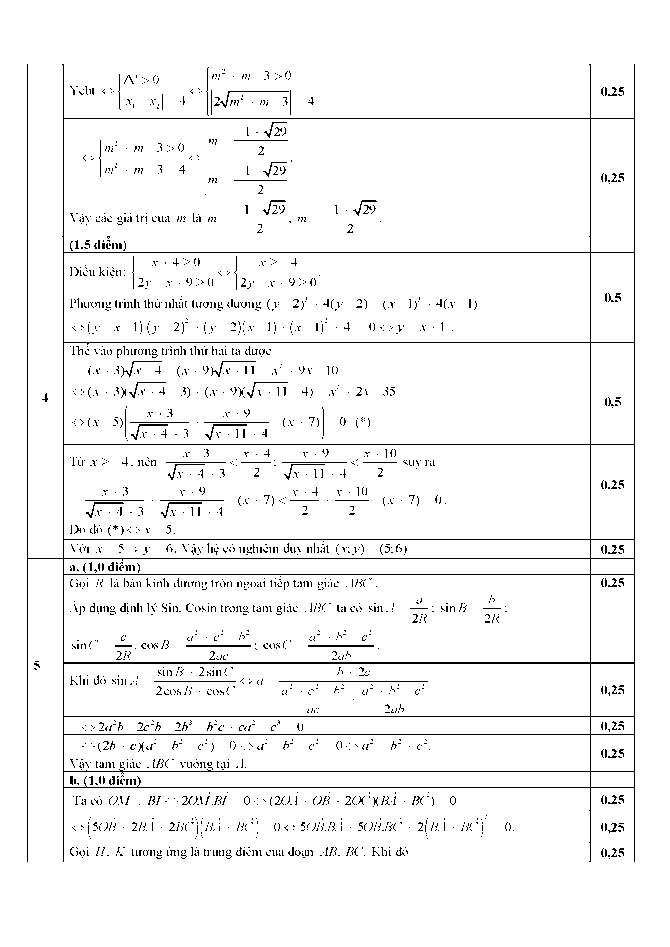 Ycbt <=> { Δ' > 0 ; |x₁ x₂| 4 <=> { m² · m 3 > 0 ; |2√(m² · m 3)| 4 0.25
<=> { m² · m 3 > 0 ; m² · m 3 4 <=> m (1 · √29)/2 ; m (1 · √29)/2 . 0,25
Vậy các giá trị của m là m (1 · √29)/2 , m (1 · √29)/2 .
(1.5 điểm)
Điều kiện: { x · 4 > 0 ; 2y x · 9 > 0 <=> { x > 4 ; 2y x · 9 > 0 . 0.5
Phương trình thứ nhất tương đương (y 2)³ · 4(y 2) (x 1)³ · 4(x 1)
<=> (y x 1)((y 2)² · (y 2)(x 1) · (x 1)² · 4) 0 <=> y x · 1 .
Thế vào phương trình thứ hai ta được
(x · 3)√(x 4) (x · 9)√(x · 11) x² · 9x 10
4 <=> (x · 3)(√(x · 4) 3) · (x · 9)(√(x · 11) 4) x² · 2x 35 0,5
<=> (x 5)( (x · 3)/(√(x · 4) · 3) · (x · 9)/(√(x · 11) · 4) (x · 7) ) 0 (*)
Từ x > 4 . nên (x 3)/(√(x · 4) · 3) < (x · 4)/2 ; (x · 9)/(√(x · 11) 4) < (x · 10)/2 suy ra 0.25
(x · 3)/(√(x · 4) · 3) · (x · 9)/(√(x · 11) · 4) (x · 7) < (x · 4)/2 · (x · 10)/2 (x · 7) 0 .
Do đó (*) <=> x 5.
Với x 5 > y 6. Vậy hệ có nghiệm duy nhất (x;y) (5;6) 0.25
a. (1,0 điểm)
Gọi R là bán kính đường tròn ngoại tiếp tam giác ABC . 0.25
Áp dụng định lý Sin. Cosin trong tam giác ABC ta có sin A a/2R ; sin B b/2R ;
sin C c/2R , cos B (a² · c² b²)/2ac ; cos C (a² · b² c²)/2ab .
5 Khi đó sin A (sin B · 2sin C)/(2cos B · cos C) <=> a (b · 2c)/((a² · c² b²)/ac · (a² · b² c²)/2ab) 0,25
<=> 2a²b 2c²b 2b³ b²c · ca² c³ 0 0,25
<=> (2b · c)(a² b² c²) 0 <=> a² b² c² 0 <=> a² b² · c². 0.25
Vậy tam giác ABC vuông tại A.
b. (1,0 điểm)
Ta có OM . BI <=> 2OM.BI 0 <=> (2OA · OB · 2OC)(BA · BC) 0 0.25
<=> (5OB · 2BA · 2BC)(BA · BC) 0 <=> 5OB.BA · 5OB.BC · 2(BA · BC)² 0. 0,25
Gọi H, K tương ứng là trung điểm của đoạn AB, BC. Khi đó 0,25